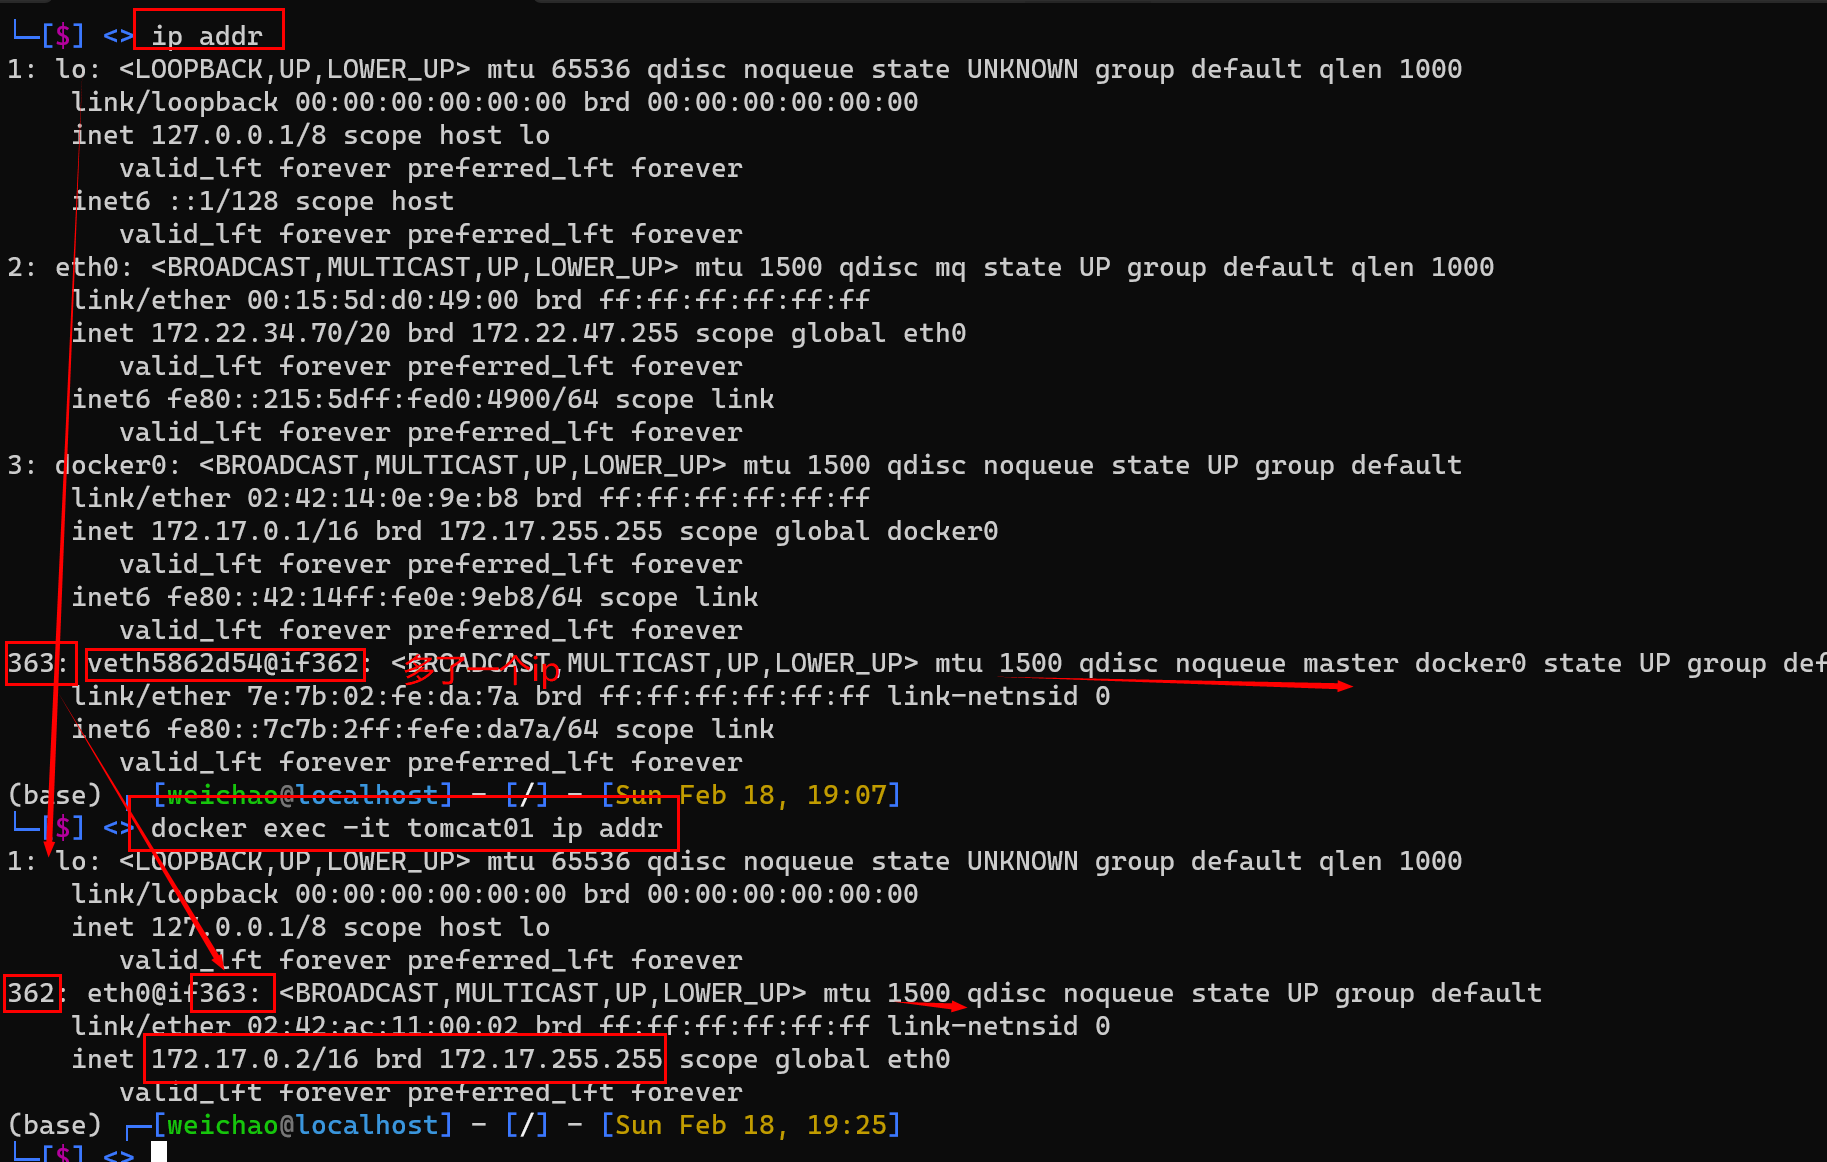 └─[$] <> ip addr
1: lo: <LOOPBACK,UP,LOWER_UP> mtu 65536 qdisc noqueue state UNKNOWN group default qlen 1000
link/loopback 00:00:00:00:00:00 brd 00:00:00:00:00:00
inet 127.0.0.1/8 scope host lo
valid_lft forever preferred_lft forever
inet6 ::1/128 scope host
valid_lft forever preferred_lft forever
2: eth0: <BROADCAST,MULTICAST,UP,LOWER_UP> mtu 1500 qdisc mq state UP group default qlen 1000
link/ether 00:15:5d:d0:49:00 brd ff:ff:ff:ff:ff:ff
inet 172.22.34.70/20 brd 172.22.47.255 scope global eth0
valid_lft forever preferred_lft forever
inet6 fe80::215:5dff:fed0:4900/64 scope link
valid_lft forever preferred_lft forever
3: docker0: <BROADCAST,MULTICAST,UP,LOWER_UP> mtu 1500 qdisc noqueue state UP group default
link/ether 02:42:14:0e:9e:b8 brd ff:ff:ff:ff:ff:ff
inet 172.17.0.1/16 brd 172.17.255.255 scope global docker0
valid_lft forever preferred_lft forever
inet6 fe80::42:14ff:fe0e:9eb8/64 scope link
valid_lft forever preferred_lft forever
363: veth5862d54@if362: <BROADCAST,MULTICAST,UP,LOWER_UP> mtu 1500 qdisc noqueue master docker0 state UP group def
多了一个ip
link/ether 7e:7b:02:fe:da:7a brd ff:ff:ff:ff:ff:ff link-netnsid 0
inet6 fe80::7c7b:2ff:fefe:da7a/64 scope link
valid_lft forever preferred_lft forever
(base) ┌─[weichao@localhost] - [/] - [Sun Feb 18, 19:07]
└─[$] <> docker exec -it tomcat01 ip addr
1: lo: <LOOPBACK,UP,LOWER_UP> mtu 65536 qdisc noqueue state UNKNOWN group default qlen 1000
link/loopback 00:00:00:00:00:00 brd 00:00:00:00:00:00
inet 127.0.0.1/8 scope host lo
valid_lft forever preferred_lft forever
362: eth0@if363: <BROADCAST,MULTICAST,UP,LOWER_UP> mtu 1500 qdisc noqueue state UP group default
link/ether 02:42:ac:11:00:02 brd ff:ff:ff:ff:ff:ff link-netnsid 0
inet 172.17.0.2/16 brd 172.17.255.255 scope global eth0
valid_lft forever preferred_lft forever
(base) ┌─[weichao@localhost] - [/] - [Sun Feb 18, 19:25]
└─[$] <>